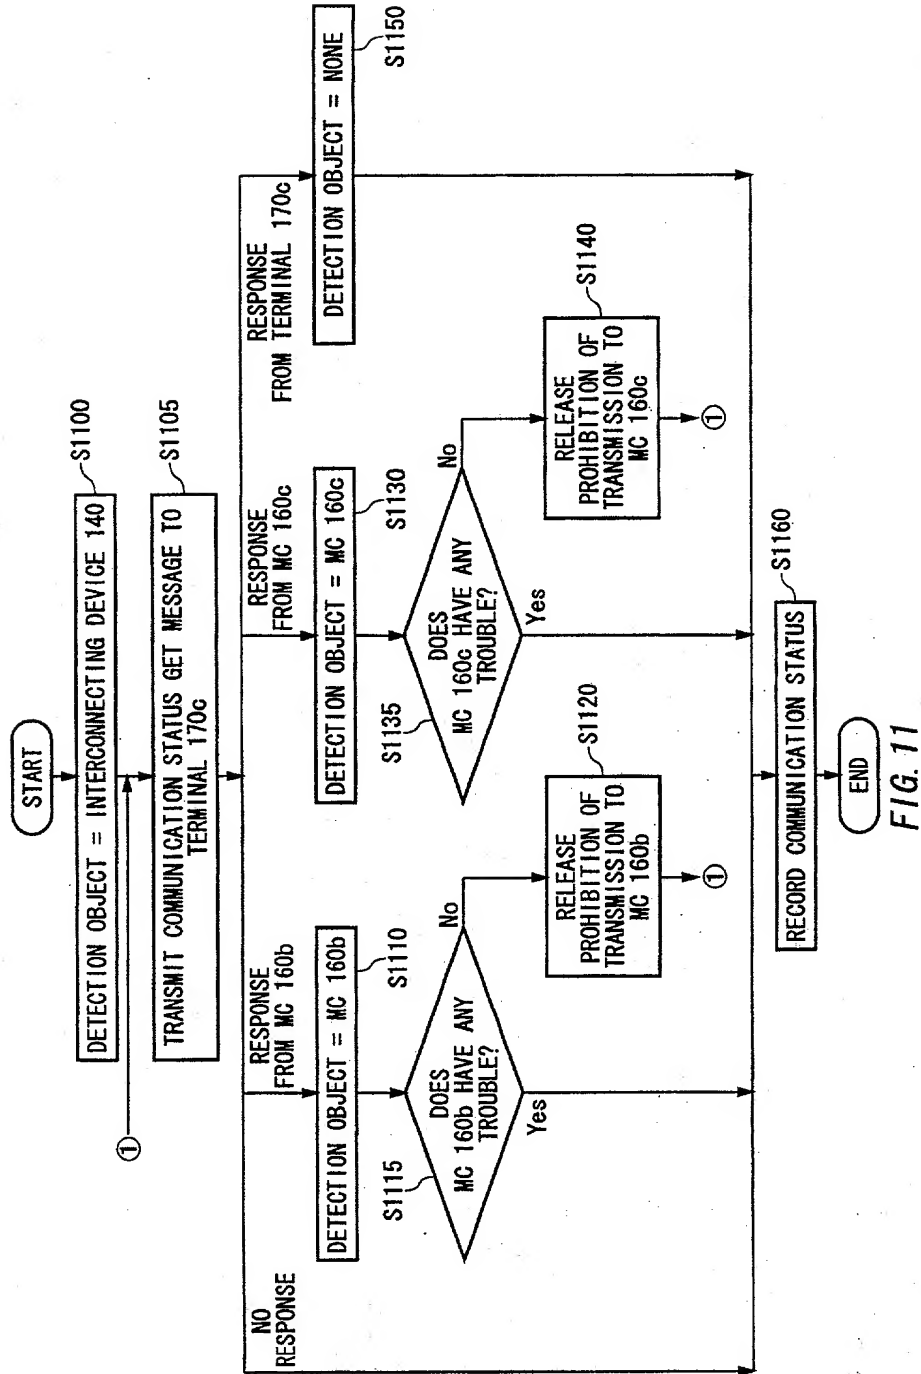 START
DETECTION OBJECT = INTERCONNECTING DEVICE 140
S1100
①
TRANSMIT COMMUNICATION STATUS GET MESSAGE TO
TERMINAL 170c
S1105
NO
RESPONSE
RESPONSE
FROM MC 160b
RESPONSE
FROM MC 160c
RESPONSE
FROM TERMINAL 170c
DETECTION OBJECT = MC 160b
S1110
DETECTION OBJECT = MC 160c
S1130
DETECTION OBJECT = NONE
S1150
S1115
DOES
MC 160b HAVE ANY
TROUBLE?
No
Yes
S1135
DOES
MC 160c HAVE ANY
TROUBLE?
No
Yes
RELEASE
PROHIBITION OF
TRANSMISSION TO
MC 160b
S1120
①
RELEASE
PROHIBITION OF
TRANSMISSION TO
MC 160c
S1140
①
RECORD COMMUNICATION STATUS
S1160
END
FIG. 11